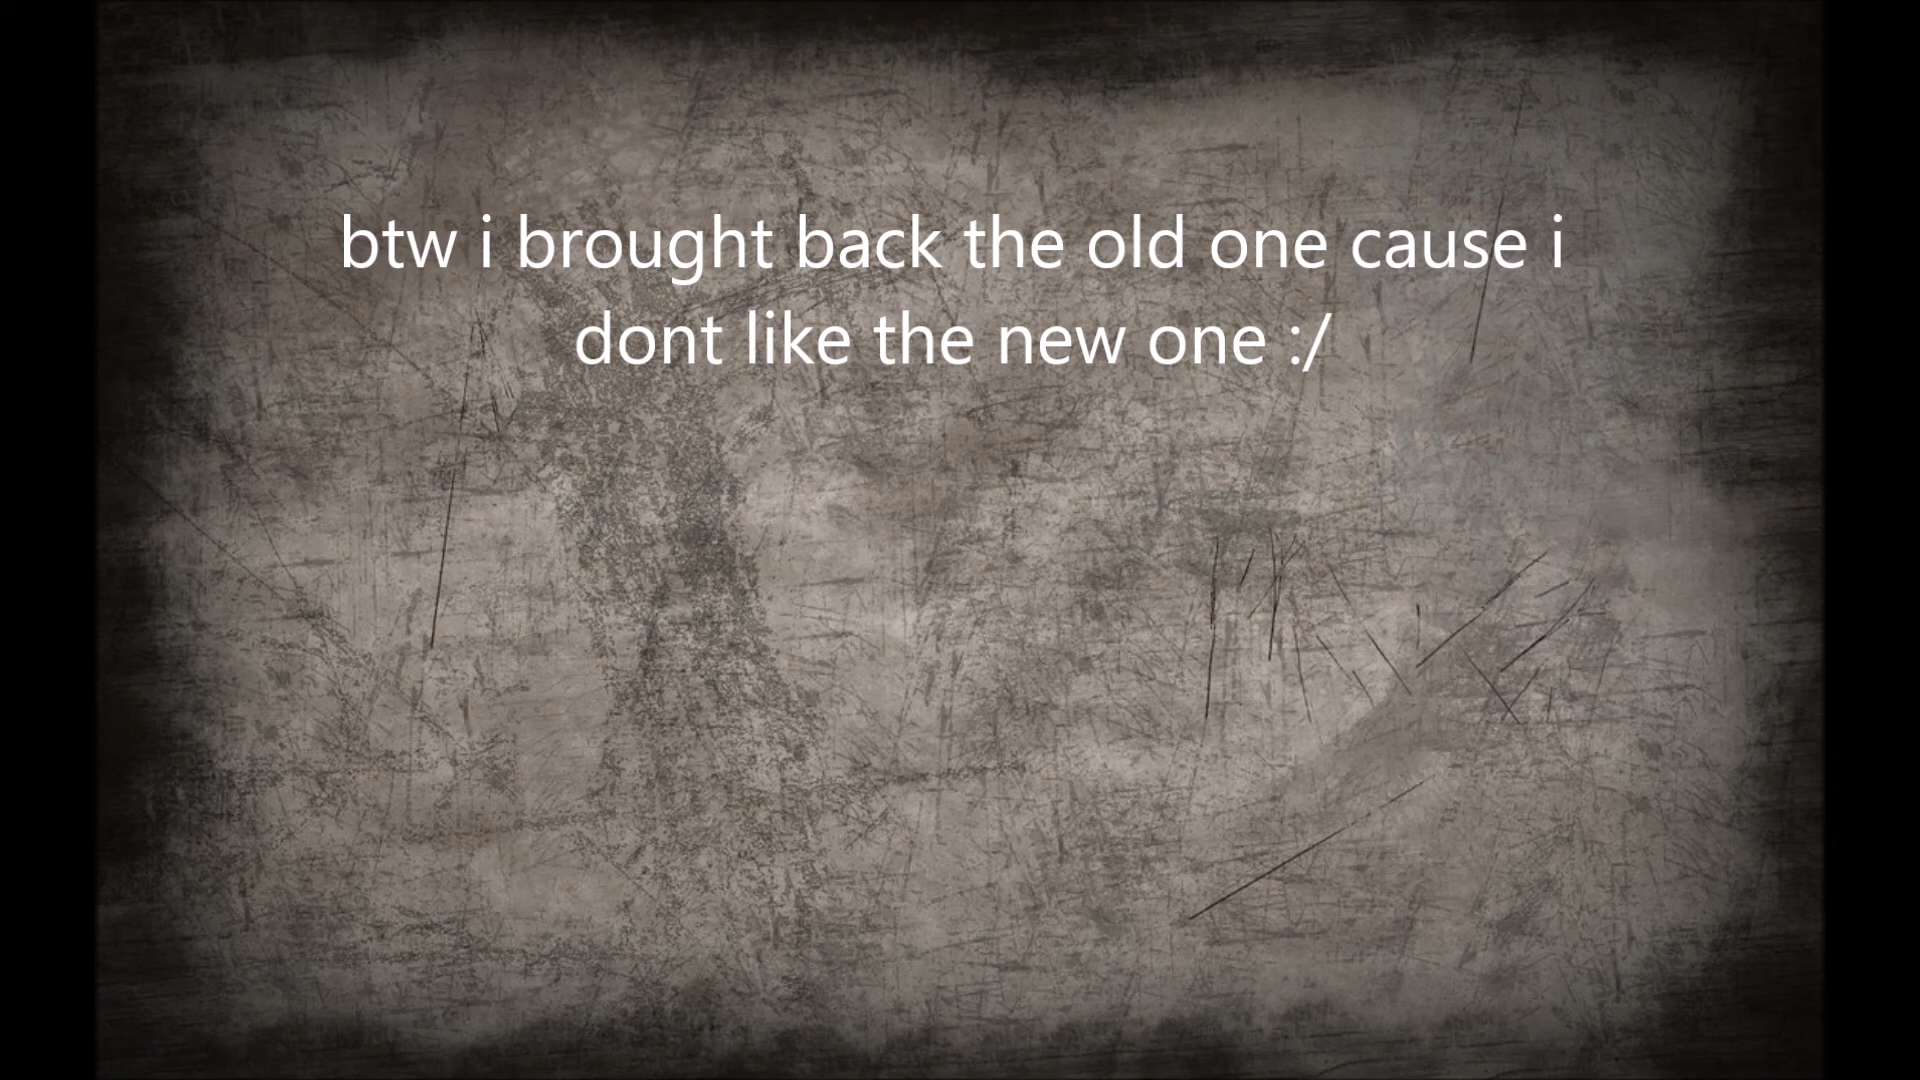 btw i brought back the old one cause i
dont like the new one :/